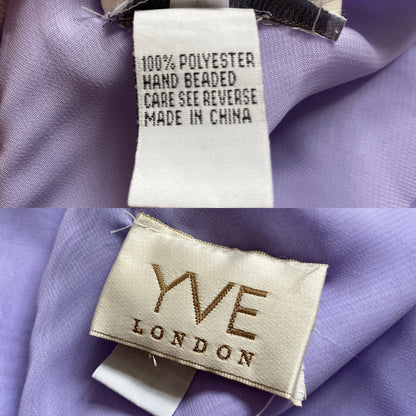 100% POLYESTER
HAND BEADED
CARE SEE REVERSE
MADE IN CHINA
YVE
LONDON